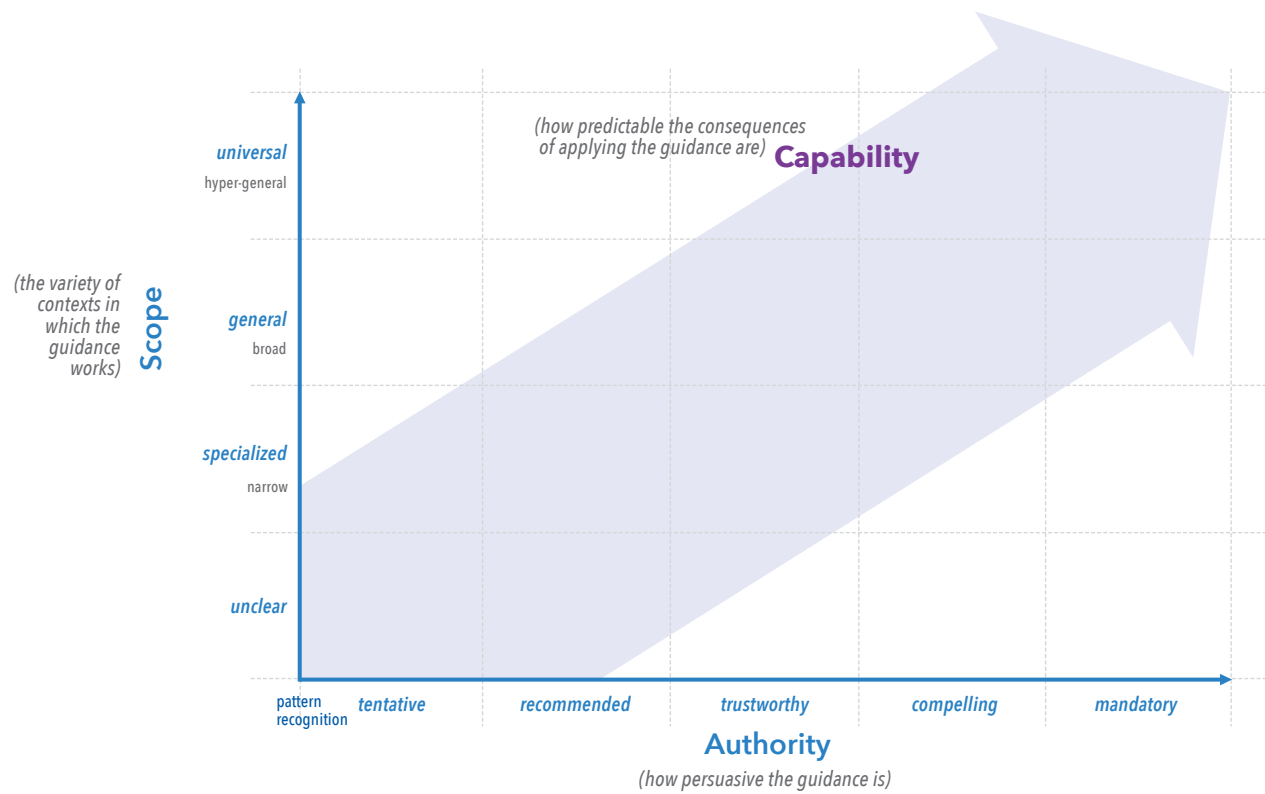 (how predictable the consequences
of applying the guidance are)
Capability
universal
hyper-general
(the variety of
contexts in
which the
guidance
works)
Scope
general
broad
specialized
narrow
unclear
pattern
recognition
tentative
recommended
trustworthy
compelling
mandatory
Authority
(how persuasive the guidance is)